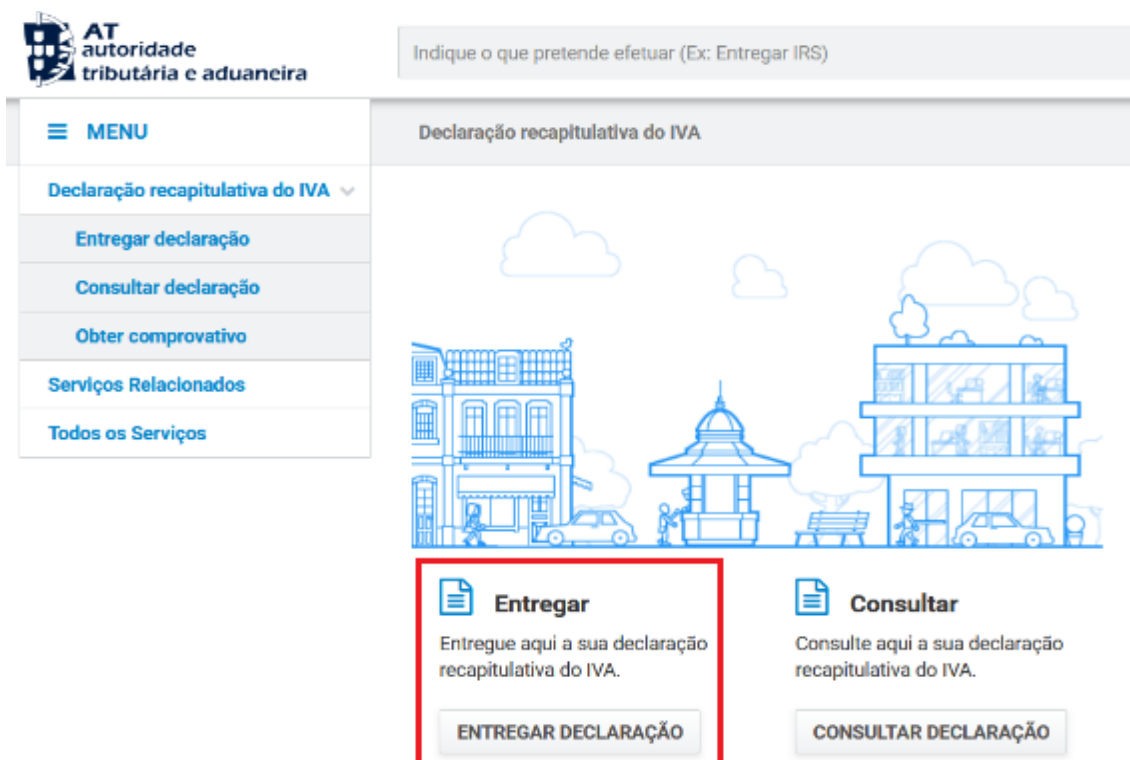 AT
autoridade
tributária e aduaneira
Indique o que pretende efetuar (Ex: Entregar IRS)
MENU
Declaração recapitulativa do IVA
Declaração recapitulativa do IVA
Entregar declaração
Consultar declaração
Obter comprovativo
Serviços Relacionados
Todos os Serviços
Entregar
Entregue aqui a sua declaração
recapitulativa do IVA.
ENTREGAR DECLARAÇÃO
Consultar
Consulte aqui a sua declaração
recapitulativa do IVA.
CONSULTAR DECLARAÇÃO